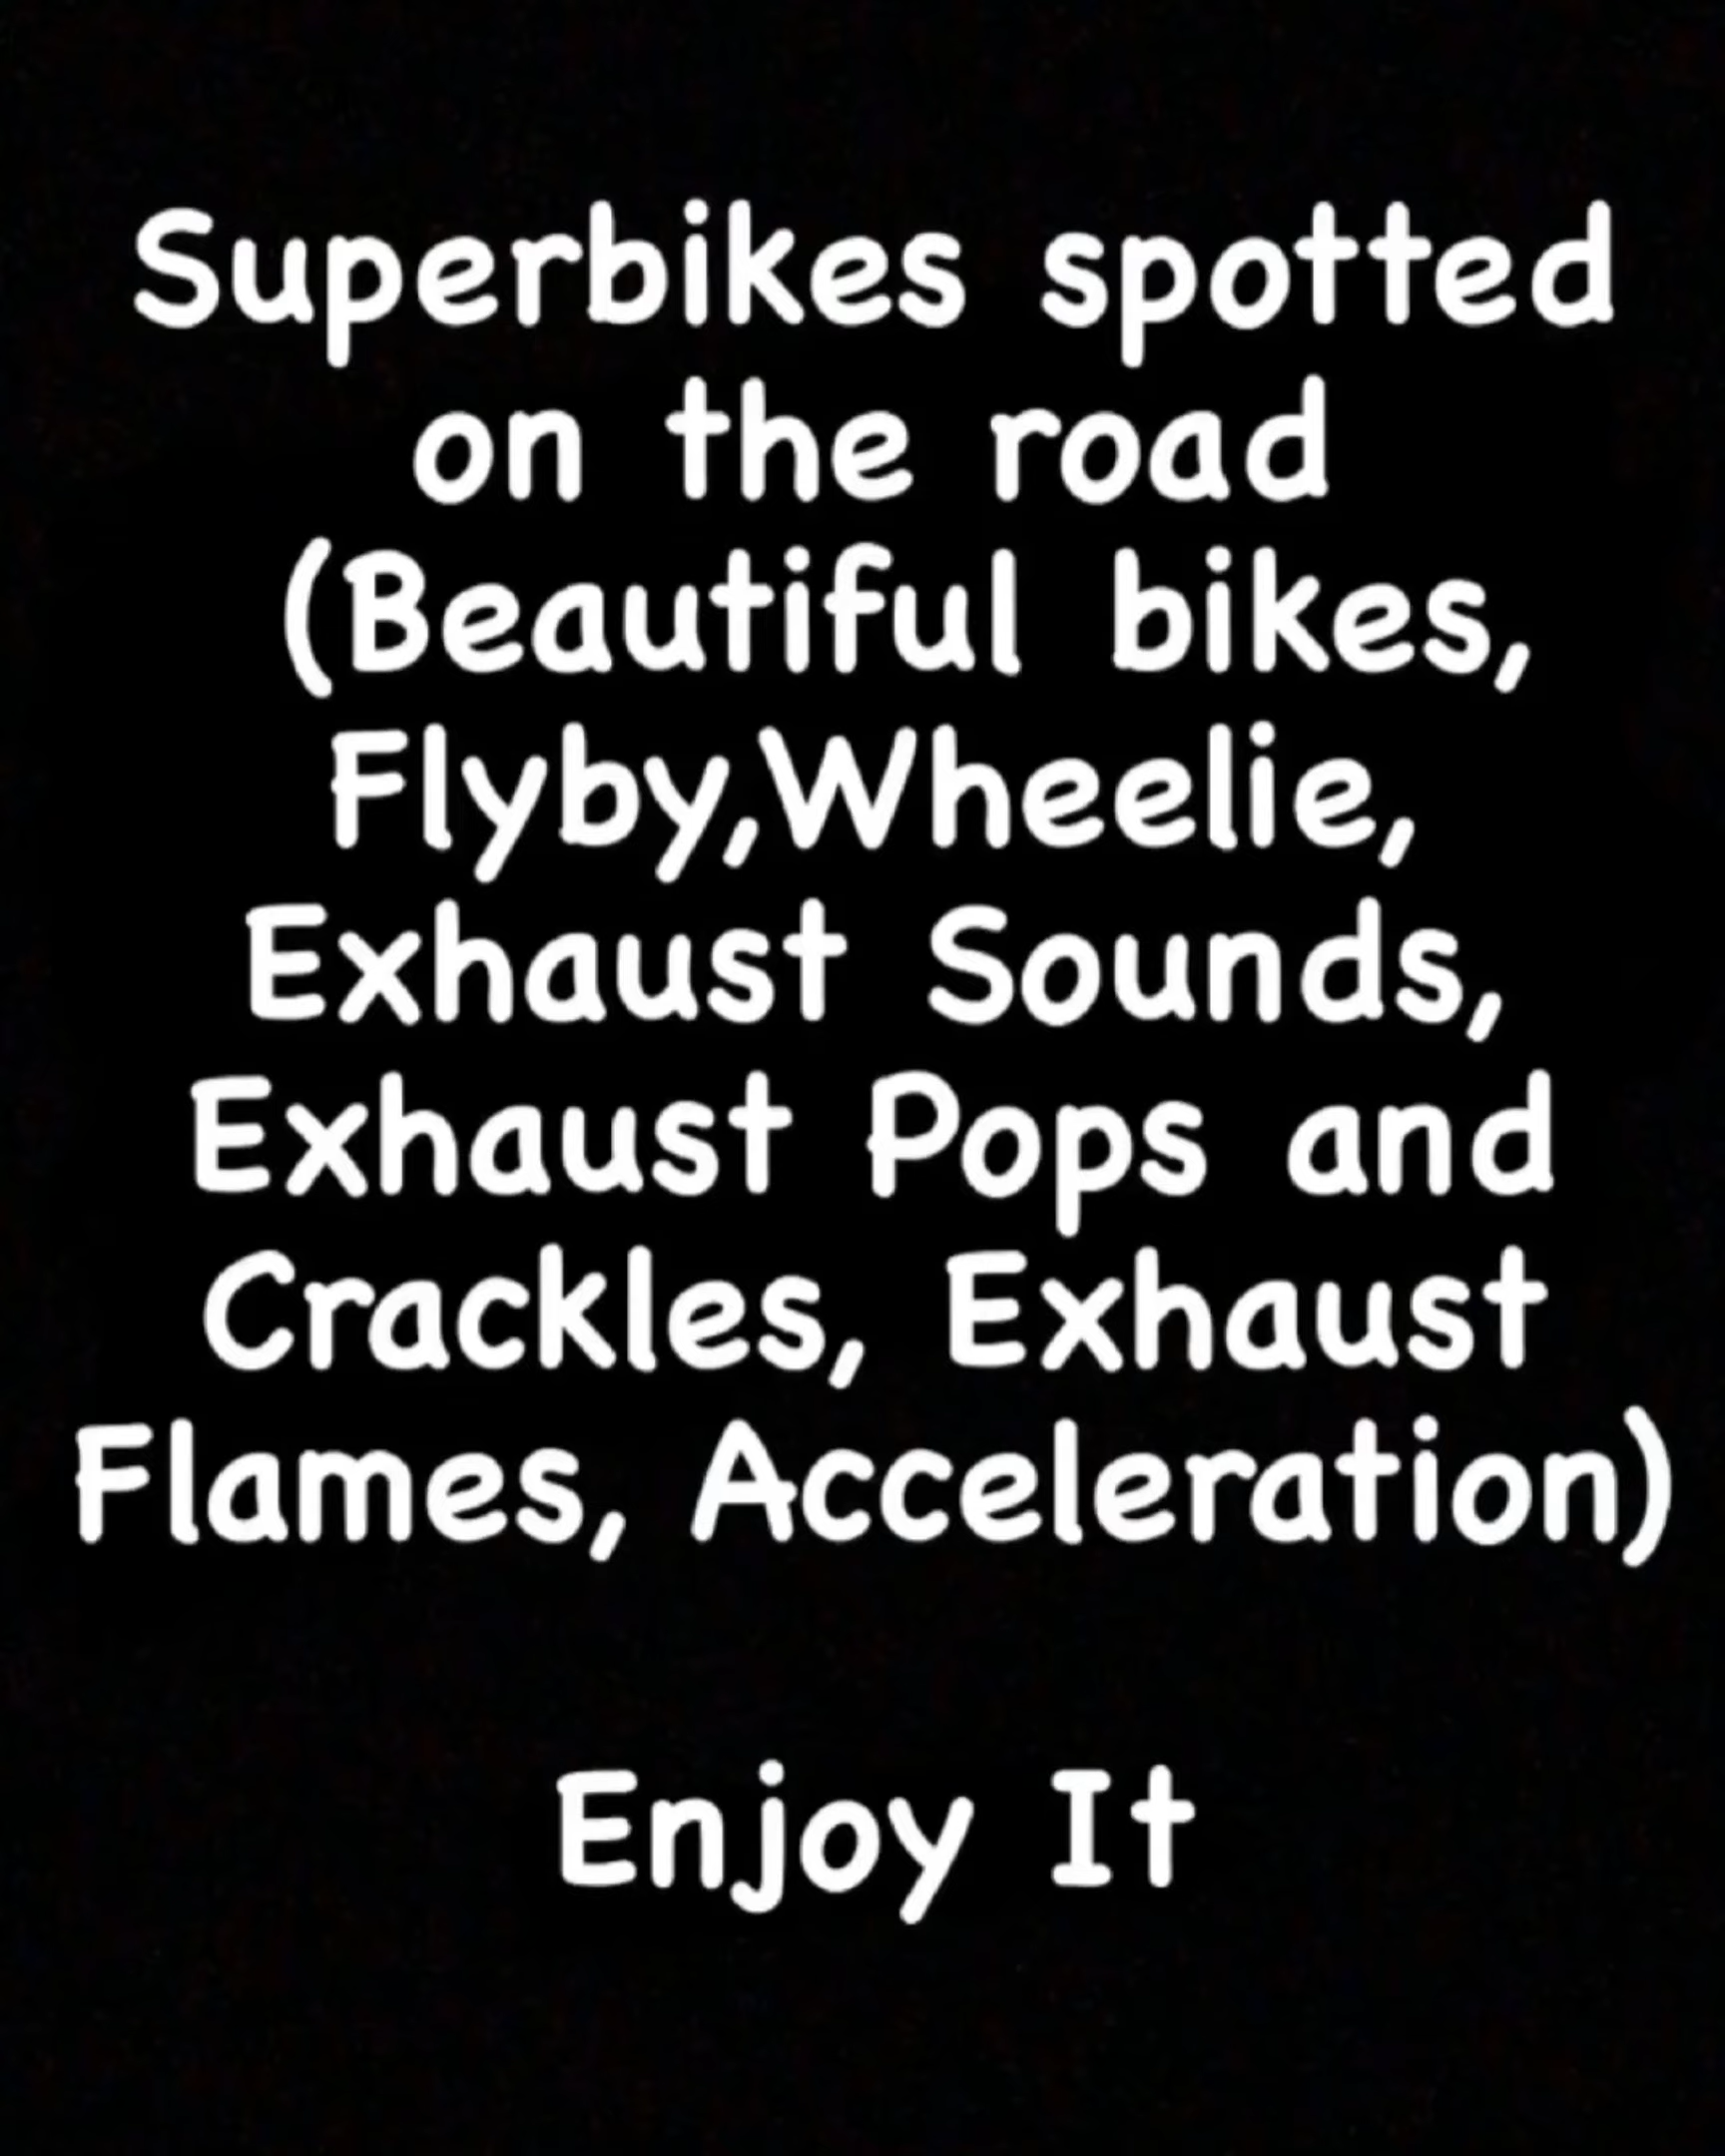 Superbikes spotted
on the road
(Beautiful bikes,
Flyby,Wheelie,
Exhaust Sounds,
Exhaust Pops and
Crackles, Exhaust
Flames, Acceleration)
Enjoy It